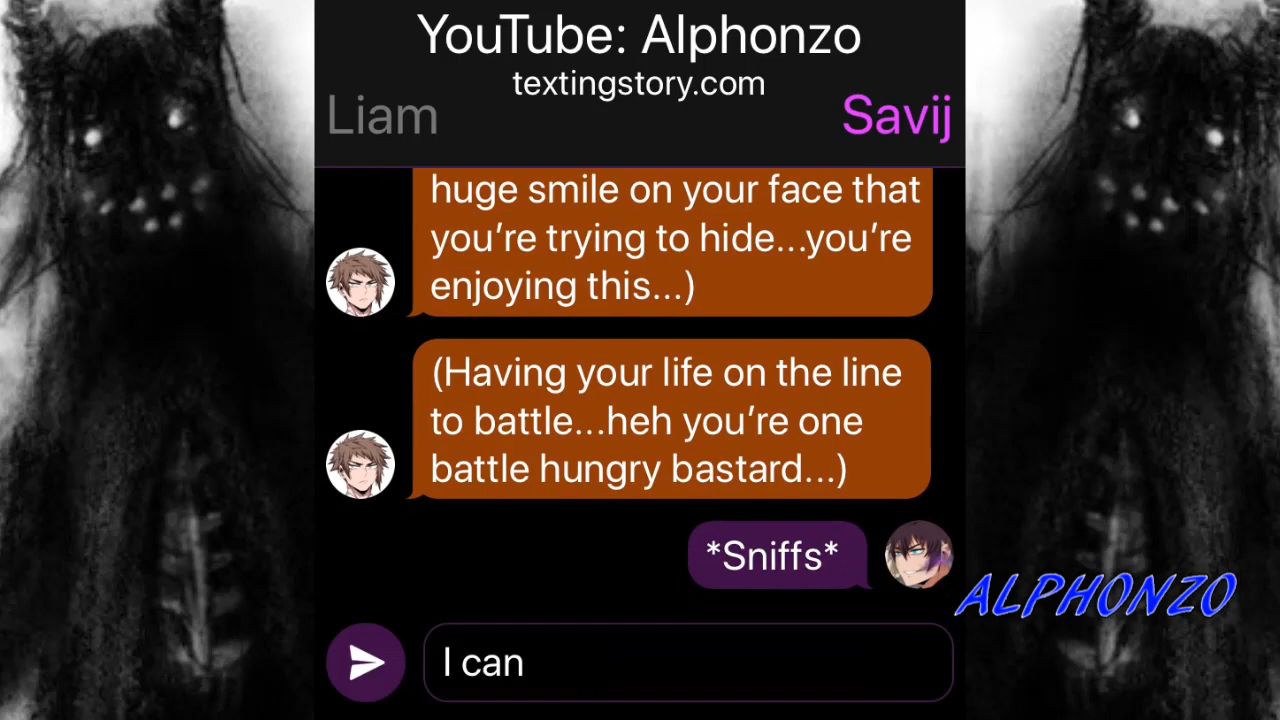 YouTube: Alphonzo
textingstory.com
Liam
Savij
huge smile on your face that
you’re trying to hide...you’re
enjoying this...)
(Having your life on the line
to battle...heh you’re one
battle hungry bastard...)
*Sniffs*
ALPHONZO
I can